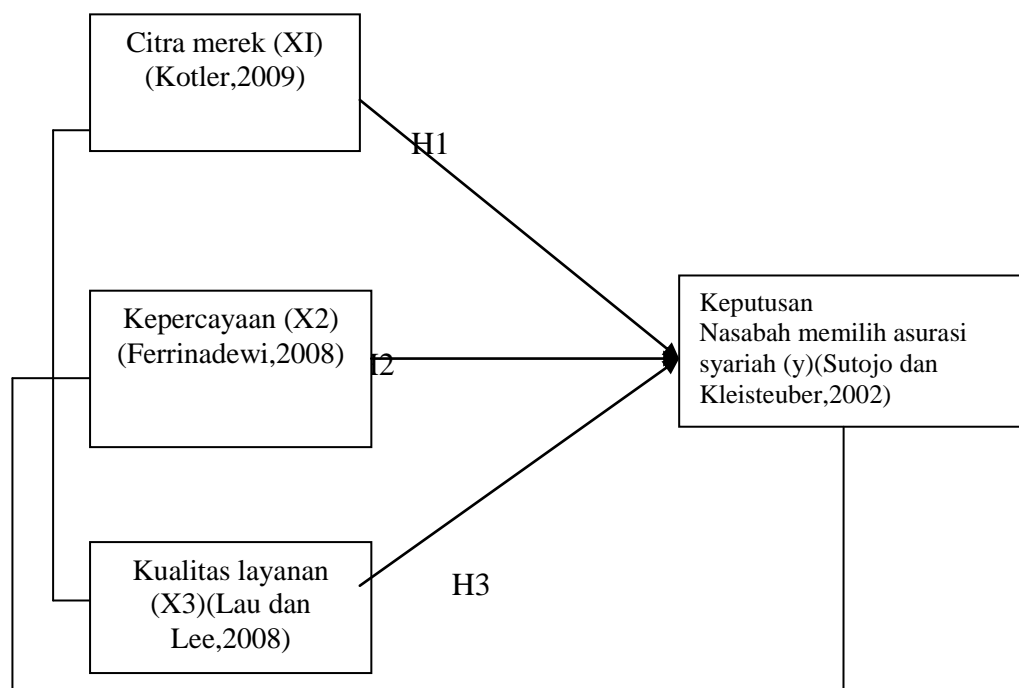 Citra merek (XI)
(Kotler,2009)
H1
Kepercayaan (X2)
(Ferrinadewi,2008)
I2
Keputusan
Nasabah memilih asurasi
syariah (y)(Sutojo dan
Kleisteuber,2002)
Kualitas layanan
(X3)(Lau dan
Lee,2008)
H3